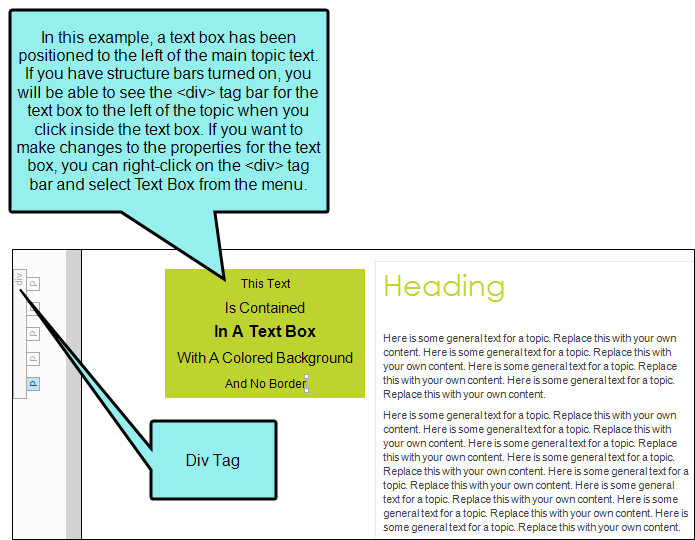 In this example, a text box has been
positioned to the left of the main topic text.
If you have structure bars turned on, you
will be able to see the <div> tag bar for the
text box to the left of the topic when you
click inside the text box. If you want to
make changes to the properties for the text
box, you can right-click on the <div> tag
bar and select Text Box from the menu.
div
p
p
p
p
p
This Text
Is Contained
In A Text Box
With A Colored Background
And No Border
Div Tag
Heading
Here is some general text for a topic. Replace this with your own
content. Here is some general text for a topic. Replace this with
your own content. Here is some general text for a topic. Replace
this with your own content. Here is some general text for a topic.
Replace this with your own content.
Here is some general text for a topic. Replace this with your own
content. Here is some general text for a topic. Replace this with
your own content. Here is some general text for a topic. Replace
this with your own content. Here is some general text for a topic.
Replace this with your own content. Here is some general text for a
topic. Replace this with your own content. Here is some general
text for a topic. Replace this with your own content. Here is some
general text for a topic. Replace this with your own content. Here is
some general text for a topic. Replace this with your own content.